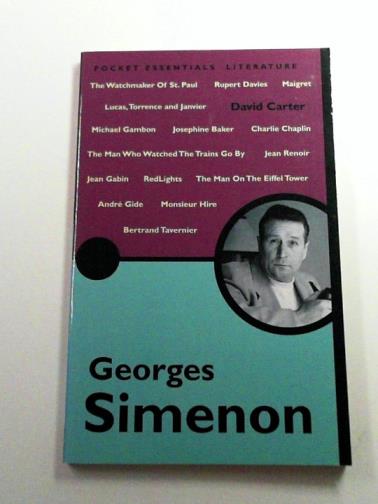 POCKET ESSENTIALS LITERATURE
The Watchmaker Of St. Paul Rupert Davies Maigret
Lucas, Torrence and Janvier David Carter
Michael Gambon Josephine Baker Charlie Chaplin
The Man Who Watched The Trains Go By Jean Renoir
Jean Gabin RedLights The Man On The Eiffel Tower
André Gide Monsieur Hire
Bertrand Tavernier
Georges
Simenon